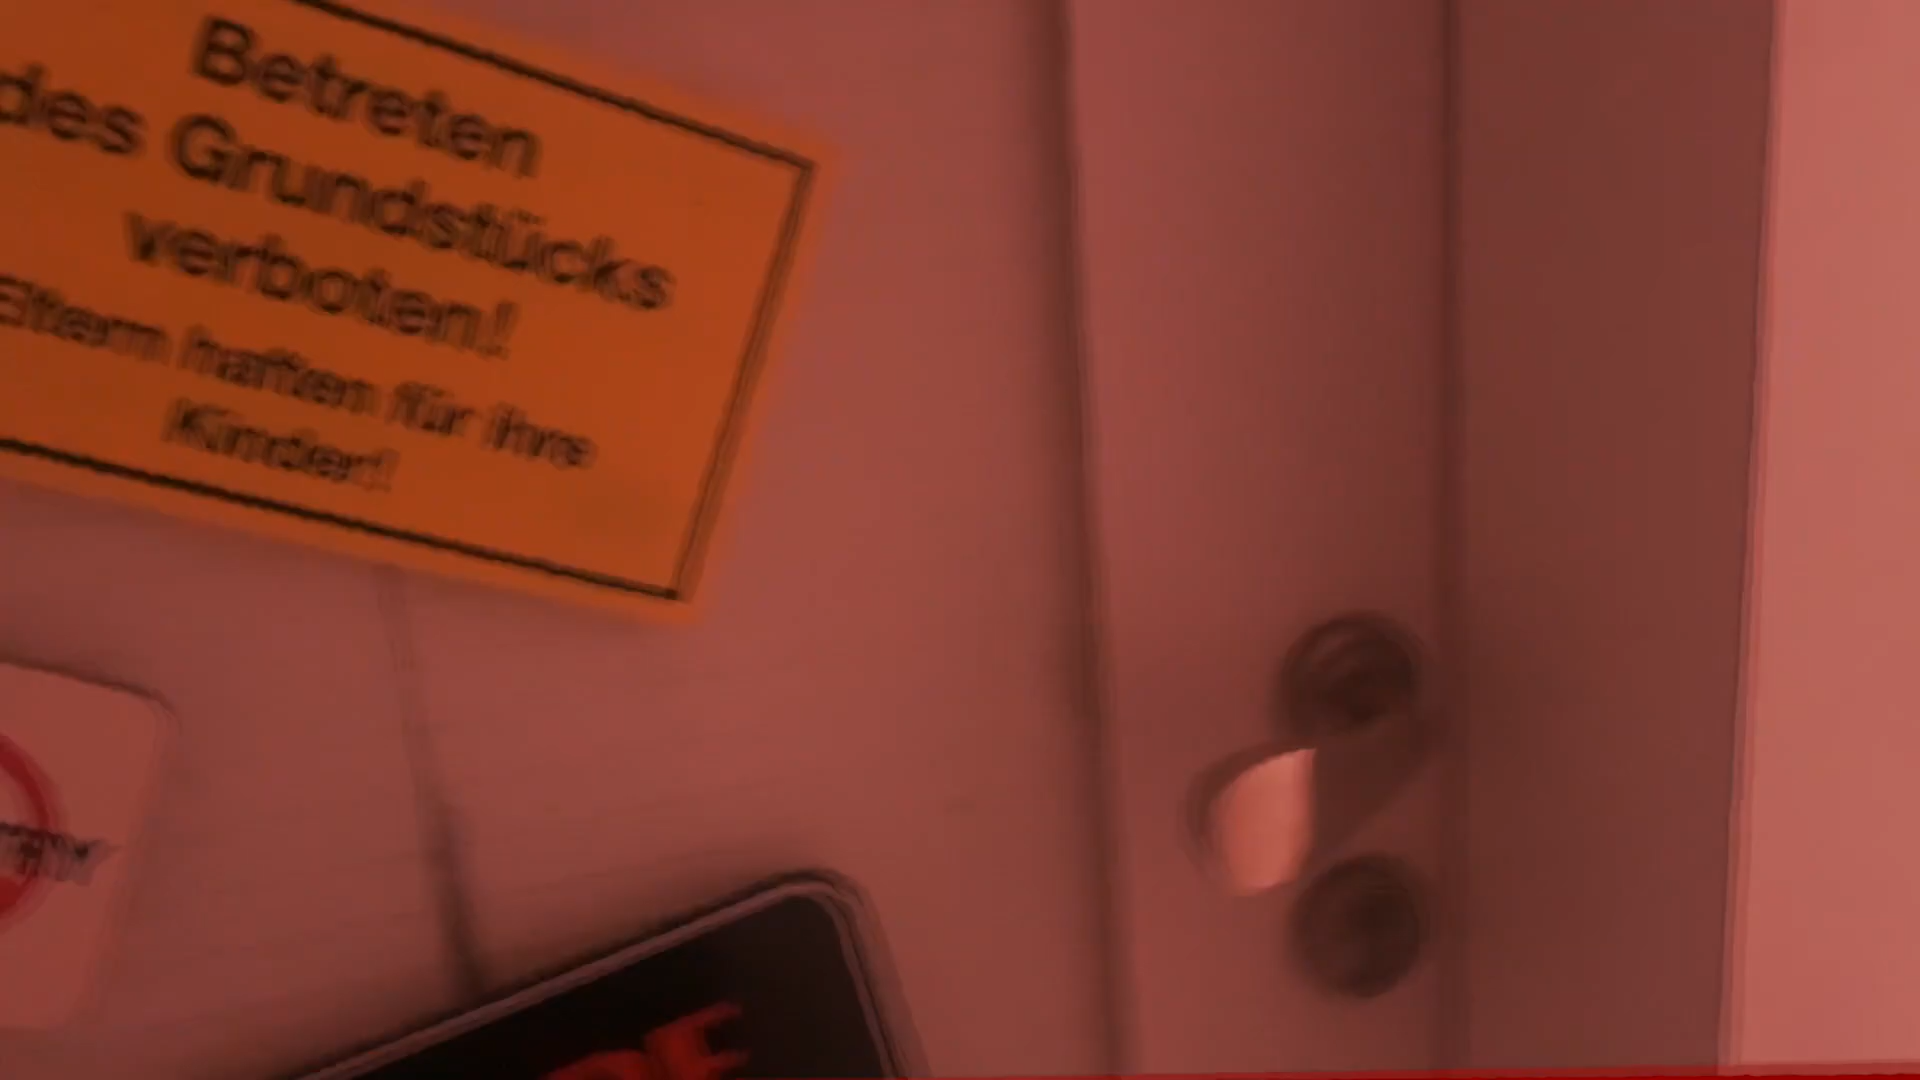 Betreten
des Grundstücks
verboten!
Eltern haften für ihre
Kinder!